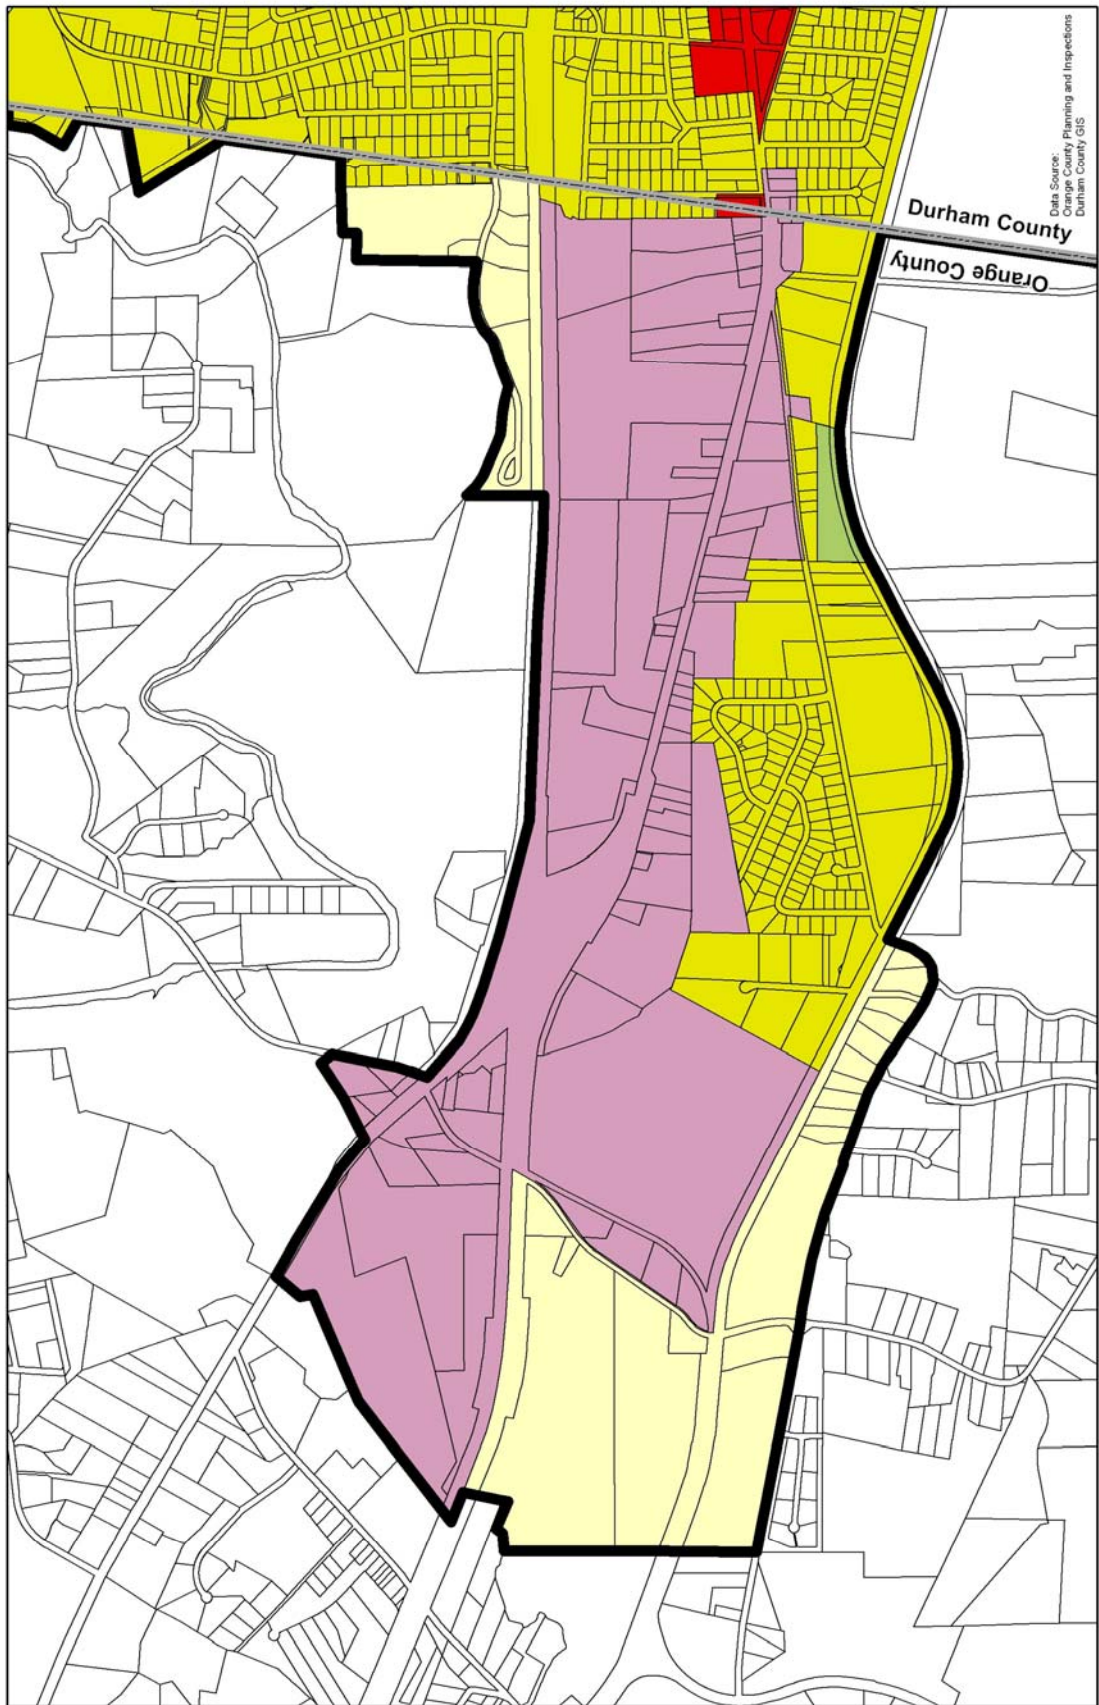 Data Source:
Orange County Planning and Inspections
Durham County GIS
Durham County
Orange County